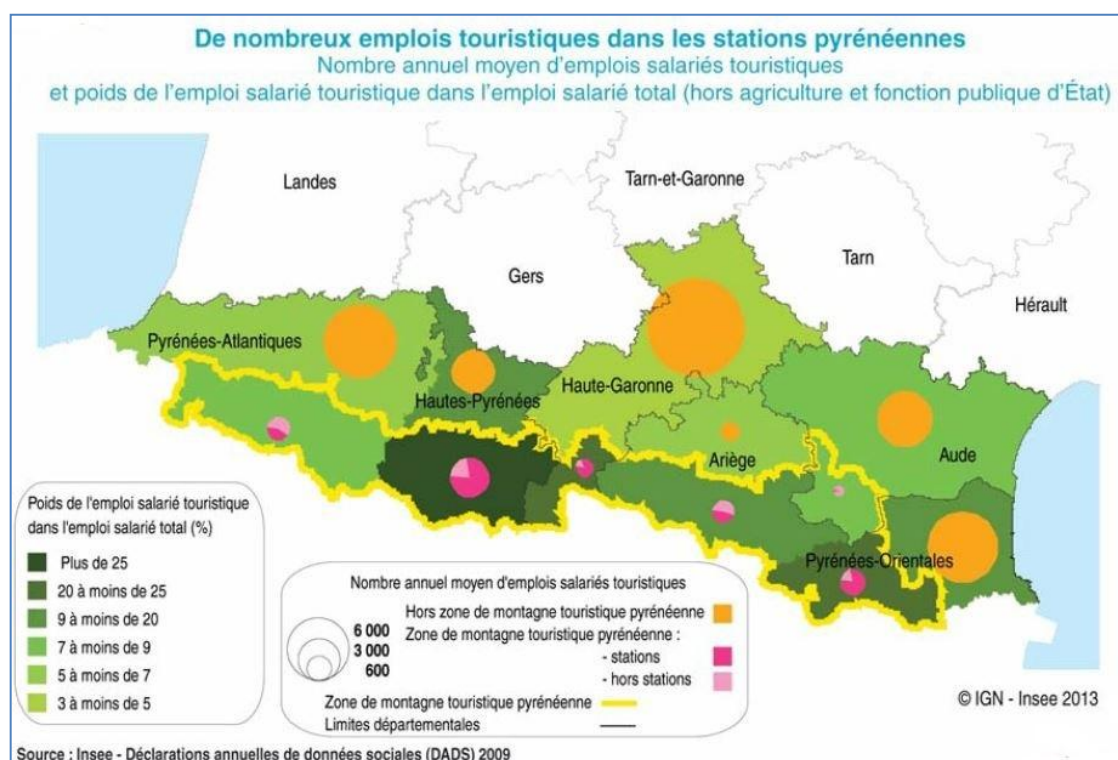 De nombreux emplois touristiques dans les stations pyrénéennes
Nombre annuel moyen d'emplois salariés touristiques
et poids de l'emploi salarié touristique dans l'emploi salarié total (hors agriculture et fonction publique d'État)
Landes
Tarn-et-Garonne
Gers
Tarn
Hérault
Pyrénées-Atlantiques
Hautes-Pyrénées
Haute-Garonne
Ariège
Aude
Pyrénées-Orientales
Poids de l'emploi salarié touristique
dans l'emploi salarié total (%)
Plus de 25
20 à moins de 25
9 à moins de 20
7 à moins de 9
5 à moins de 7
3 à moins de 5
Nombre annuel moyen d'emplois salariés touristiques
6 000
3 000
600
Hors zone de montagne touristique pyrénéenne
Zone de montagne touristique pyrénéenne :
- stations
- hors stations
Zone de montagne touristique pyrénéenne
Limites départementales
© IGN - Insee 2013
Source : Insee - Déclarations annuelles de données sociales (DADS) 2009